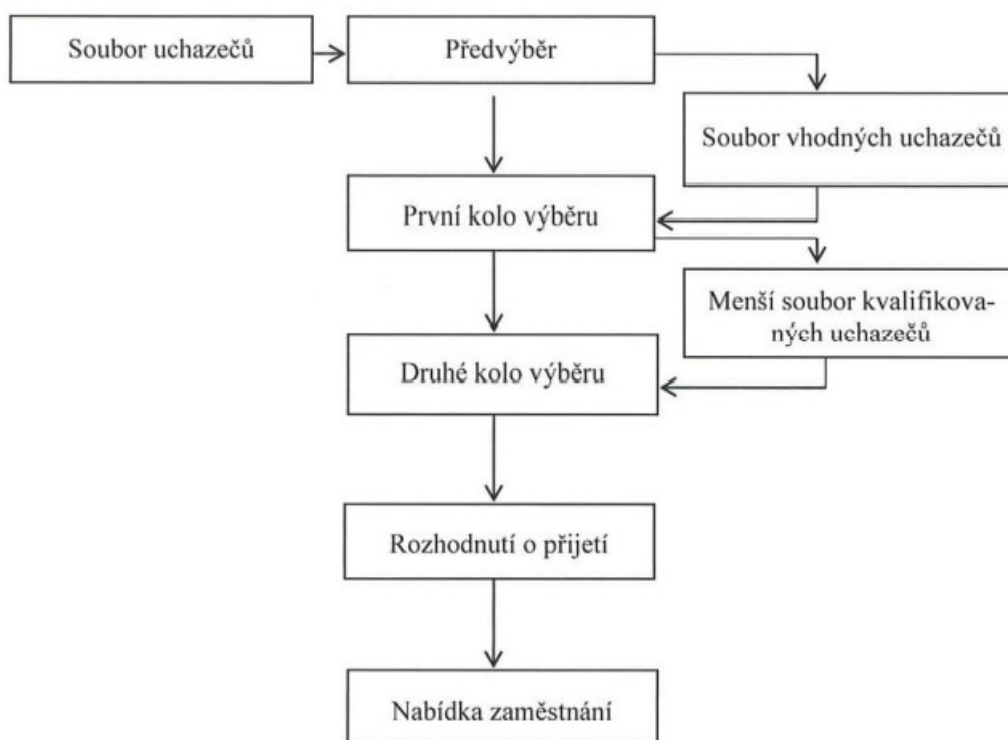 Soubor uchazečů
Předvýběr
Soubor vhodných uchazečů
První kolo výběru
Menší soubor kvalifikova-
ných uchazečů
Druhé kolo výběru
Rozhodnutí o přijetí
Nabídka zaměstnání